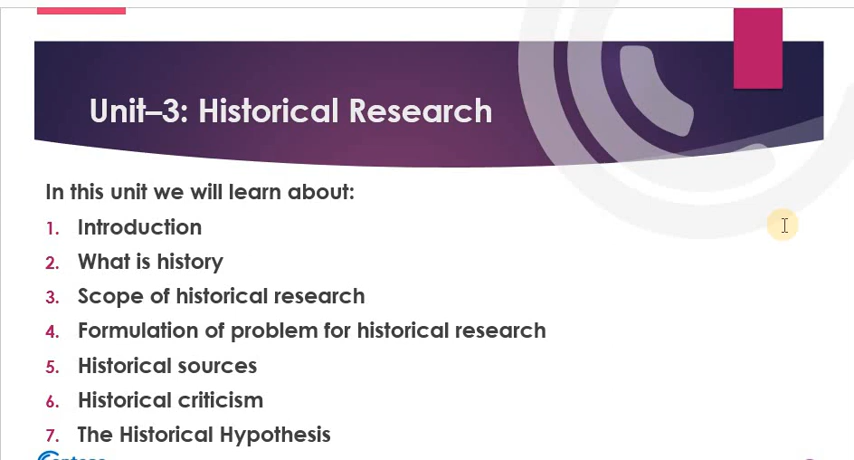 Unit–3: Historical Research
In this unit we will learn about:
1. Introduction
2. What is history
3. Scope of historical research
4. Formulation of problem for historical research
5. Historical sources
6. Historical criticism
7. The Historical Hypothesis